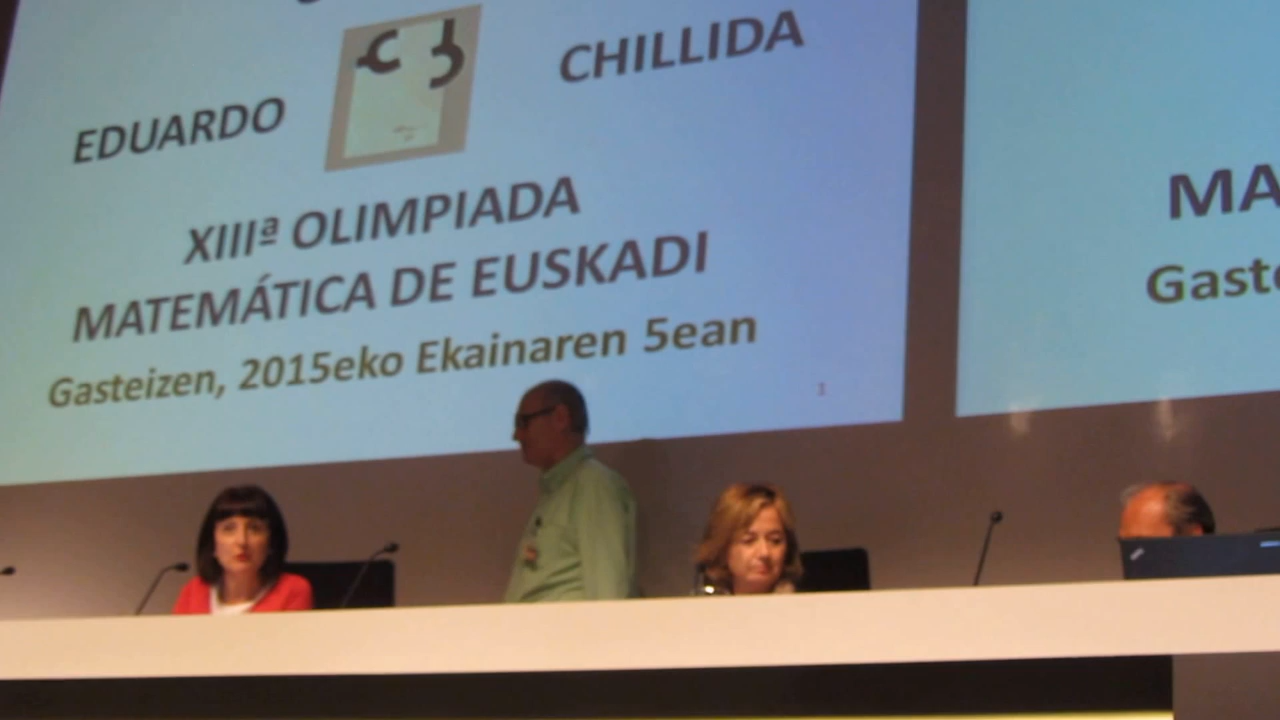 EDUARDO
CHILLIDA
XIIIª OLIMPIADA
MATEMÁTICA DE EUSKADI
Gasteizen, 2015eko Ekainaren 5ean
MA
Gaste